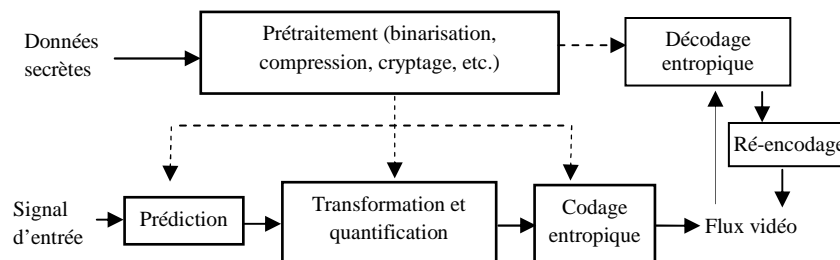 Données
secrètes
Prétraitement (binarisation,
compression, cryptage, etc.)
Décodage
entropique
Ré-encodage
Signal
d’entrée
Prédiction
Transformation et
quantification
Codage
entropique
Flux vidéo